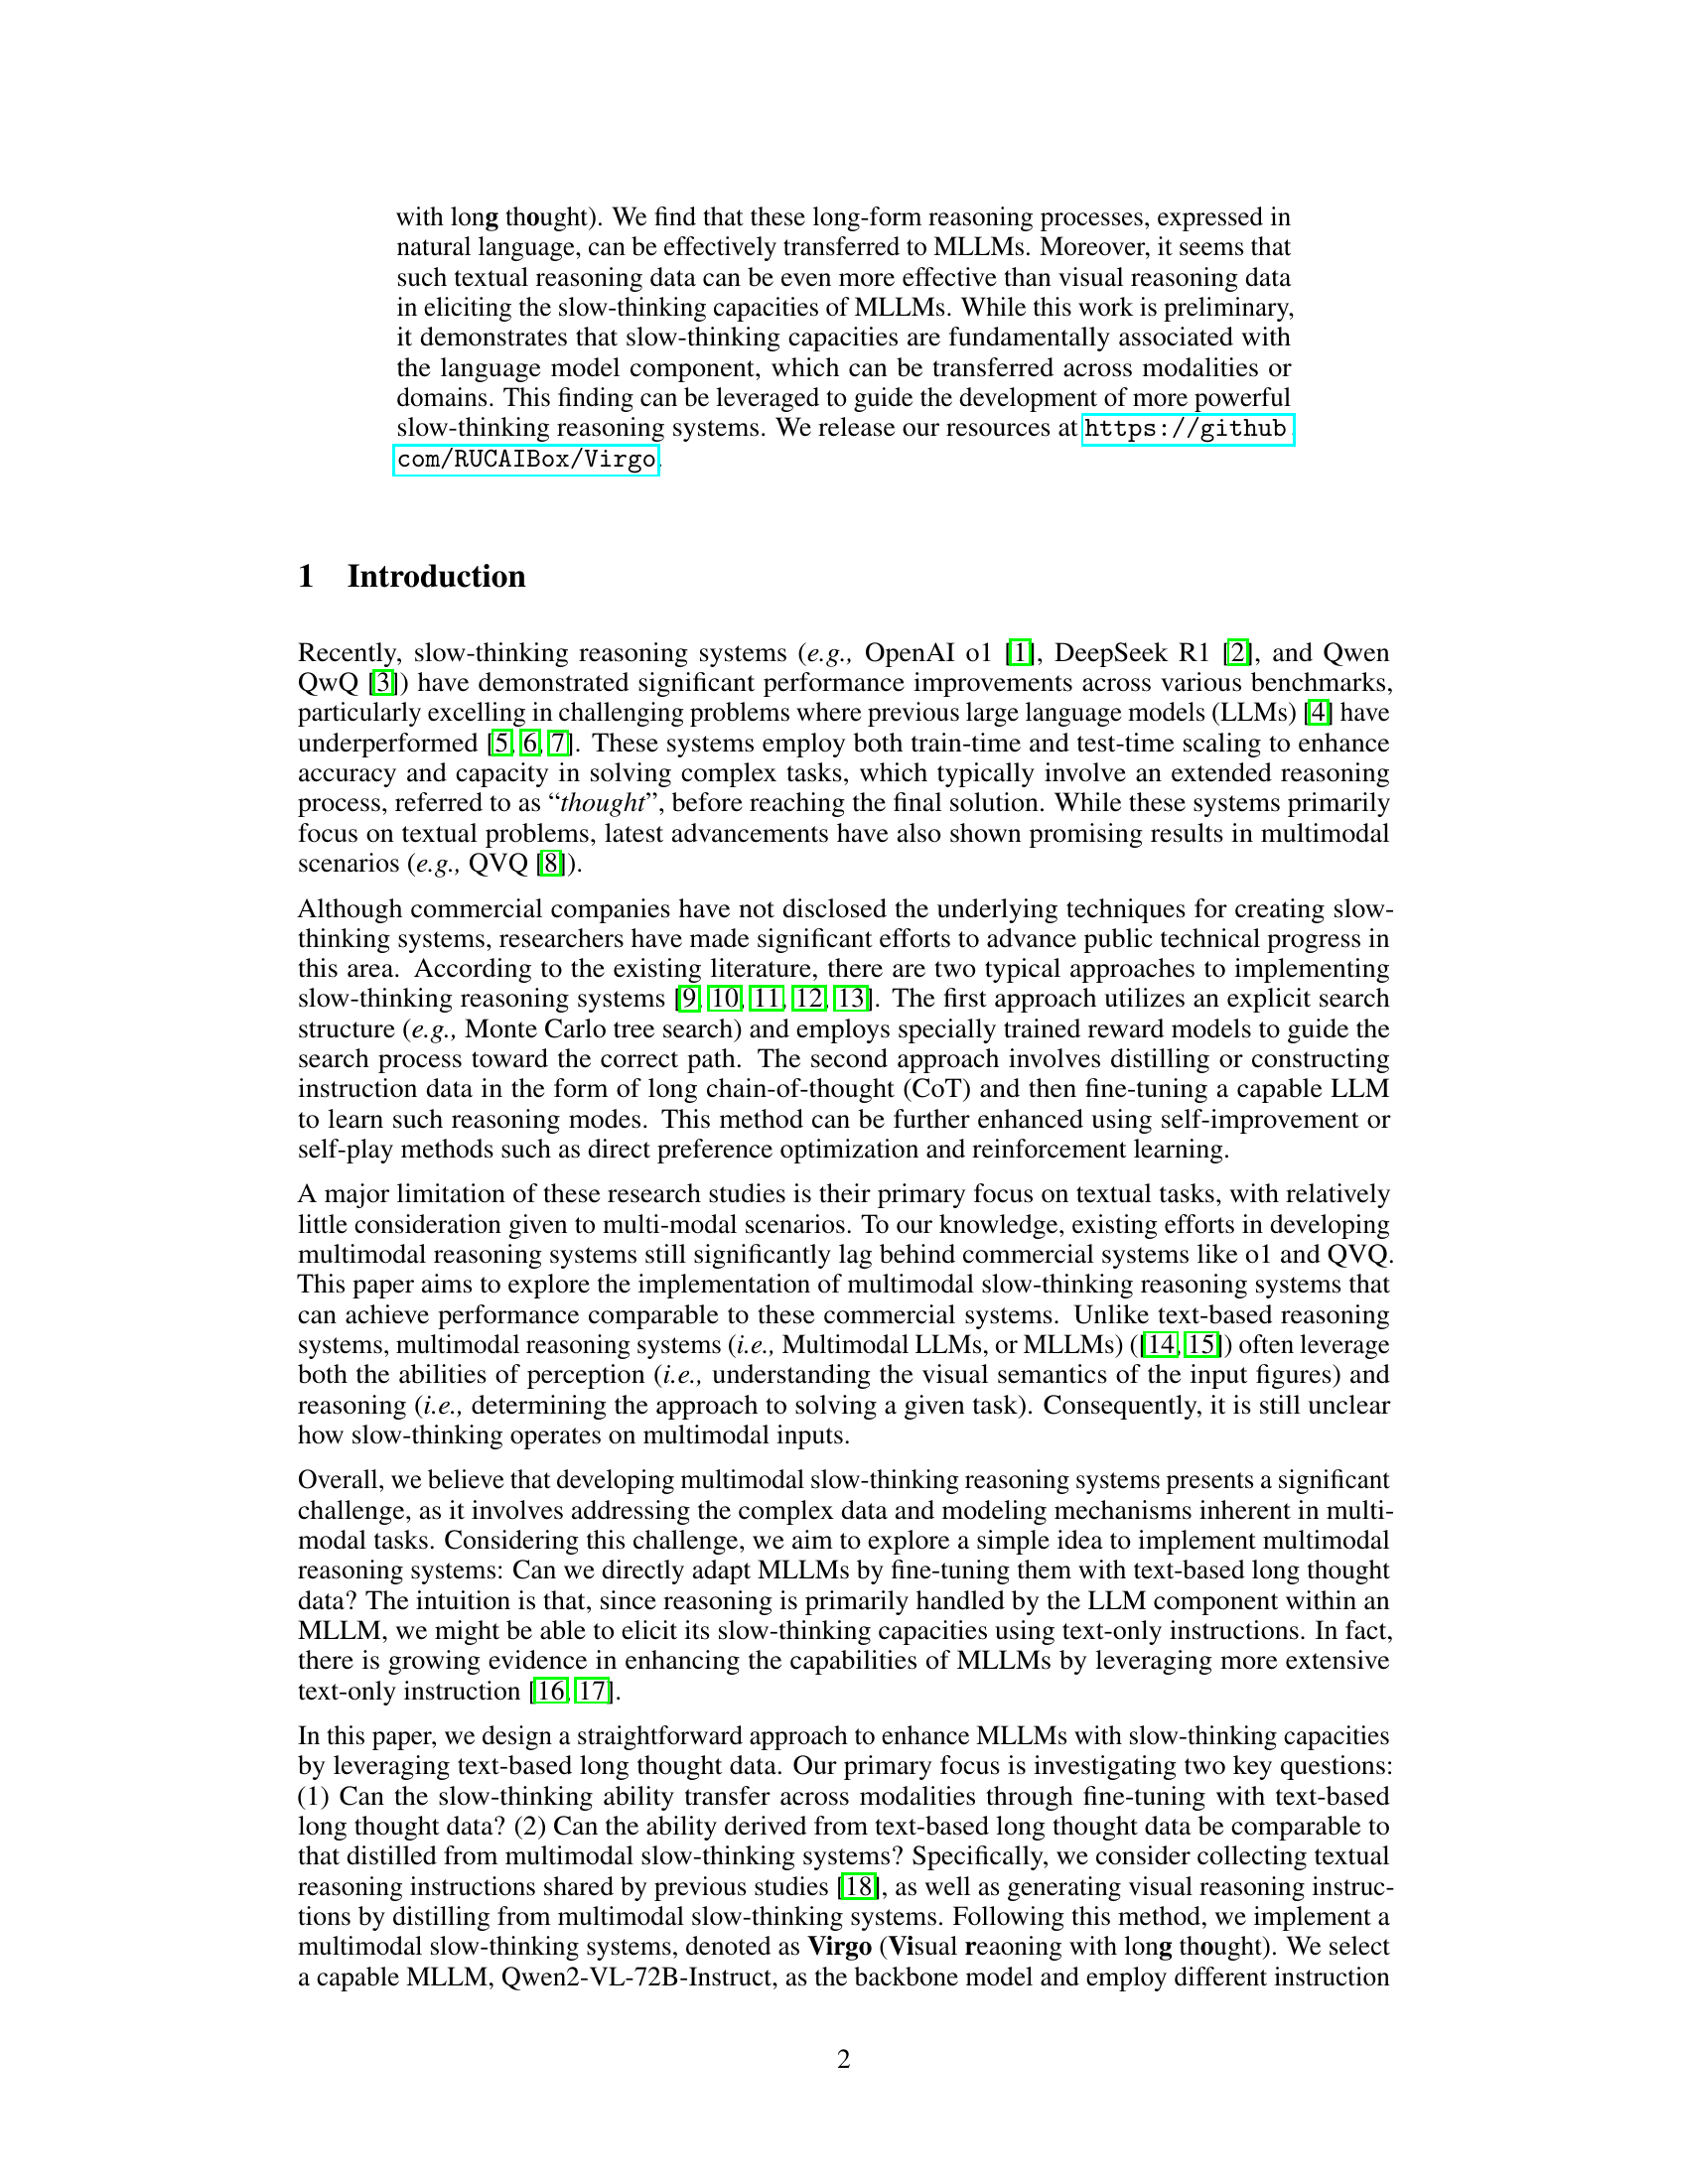 with long thought). We find that these long-form reasoning processes, expressed in
natural language, can be effectively transferred to MLLMs. Moreover, it seems that
such textual reasoning data can be even more effective than visual reasoning data
in eliciting the slow-thinking capacities of MLLMs. While this work is preliminary,
it demonstrates that slow-thinking capacities are fundamentally associated with
the language model component, which can be transferred across modalities or
domains. This finding can be leveraged to guide the development of more powerful
slow-thinking reasoning systems. We release our resources at https://github.
com/RUCAIBox/Virgo.
1 Introduction
Recently, slow-thinking reasoning systems (e.g., OpenAI o1 [1], DeepSeek R1 [2], and Qwen
QwQ [3]) have demonstrated significant performance improvements across various benchmarks,
particularly excelling in challenging problems where previous large language models (LLMs) [4] have
underperformed [5, 6, 7]. These systems employ both train-time and test-time scaling to enhance
accuracy and capacity in solving complex tasks, which typically involve an extended reasoning
process, referred to as “thought”, before reaching the final solution. While these systems primarily
focus on textual problems, latest advancements have also shown promising results in multimodal
scenarios (e.g., QVQ [8]).
Although commercial companies have not disclosed the underlying techniques for creating slow-
thinking systems, researchers have made significant efforts to advance public technical progress in
this area. According to the existing literature, there are two typical approaches to implementing
slow-thinking reasoning systems [9, 10, 11, 12, 13]. The first approach utilizes an explicit search
structure (e.g., Monte Carlo tree search) and employs specially trained reward models to guide the
search process toward the correct path. The second approach involves distilling or constructing
instruction data in the form of long chain-of-thought (CoT) and then fine-tuning a capable LLM
to learn such reasoning modes. This method can be further enhanced using self-improvement or
self-play methods such as direct preference optimization and reinforcement learning.
A major limitation of these research studies is their primary focus on textual tasks, with relatively
little consideration given to multi-modal scenarios. To our knowledge, existing efforts in developing
multimodal reasoning systems still significantly lag behind commercial systems like o1 and QVQ.
This paper aims to explore the implementation of multimodal slow-thinking reasoning systems that
can achieve performance comparable to these commercial systems. Unlike text-based reasoning
systems, multimodal reasoning systems (i.e., Multimodal LLMs, or MLLMs) ([14, 15]) often leverage
both the abilities of perception (i.e., understanding the visual semantics of the input figures) and
reasoning (i.e., determining the approach to solving a given task). Consequently, it is still unclear
how slow-thinking operates on multimodal inputs.
Overall, we believe that developing multimodal slow-thinking reasoning systems presents a significant
challenge, as it involves addressing the complex data and modeling mechanisms inherent in multi-
modal tasks. Considering this challenge, we aim to explore a simple idea to implement multimodal
reasoning systems: Can we directly adapt MLLMs by fine-tuning them with text-based long thought
data? The intuition is that, since reasoning is primarily handled by the LLM component within an
MLLM, we might be able to elicit its slow-thinking capacities using text-only instructions. In fact,
there is growing evidence in enhancing the capabilities of MLLMs by leveraging more extensive
text-only instruction [16, 17].
In this paper, we design a straightforward approach to enhance MLLMs with slow-thinking capacities
by leveraging text-based long thought data. Our primary focus is investigating two key questions:
(1) Can the slow-thinking ability transfer across modalities through fine-tuning with text-based
long thought data? (2) Can the ability derived from text-based long thought data be comparable to
that distilled from multimodal slow-thinking systems? Specifically, we consider collecting textual
reasoning instructions shared by previous studies [18], as well as generating visual reasoning instruc-
tions by distilling from multimodal slow-thinking systems. Following this method, we implement a
multimodal slow-thinking systems, denoted as Virgo (Visual reaoning with long thought). We select
a capable MLLM, Qwen2-VL-72B-Instruct, as the backbone model and employ different instruction
2